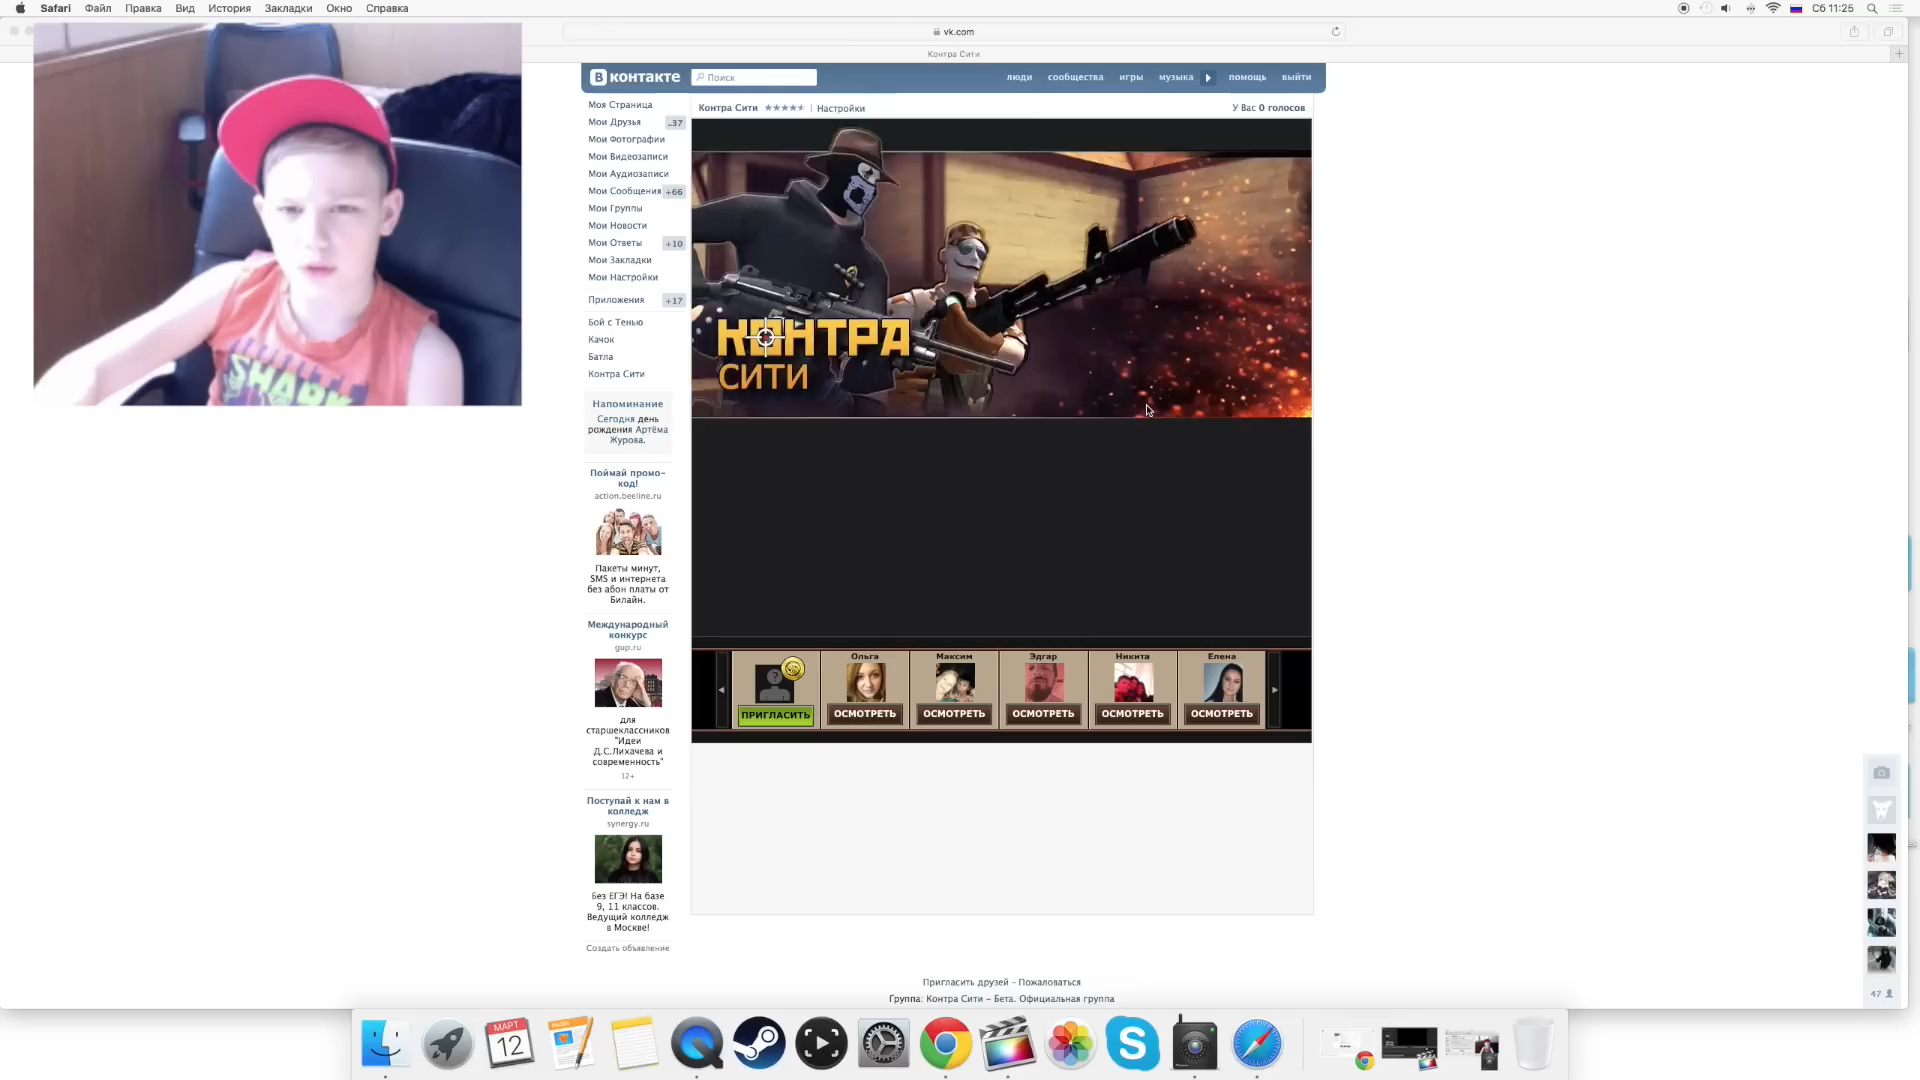 Safari Файл Правка Вид История Закладки Окно Справка
Сб 11:25
vk.com
Контра Сити
В контакте
Поиск
люди сообщества игры музыка помощь выйти
Моя Страница
Мои Друзья
Мои Фотографии
Мои Видеозаписи
Мои Аудиозаписи
Мои Сообщения +66
Мои Группы
Мои Новости
Мои Ответы +10
Мои Закладки
Мои Настройки
Приложения +17
Бой с Тенью
Качок
Батла
Контра Сити
Напоминание
Сегодня день
рождения Артёма
Журова.
Поймай промо-
код!
action.beeline.ru
Пакеты минут,
SMS и интернета
без абон платы от
Билайн.
Международный
конкурс
gup.ru
для
старшеклассников
"Идеи
Д.С.Лихачева и
современность"
12+
Поступай к нам в
колледж
synergy.ru
Без ЕГЭ! На базе
9, 11 классов.
Ведущий колледж
в Москве!
Создать объявление
Контра Сити | Настройки
У Вас 0 голосов
КОНТРА
СИТИ
Ольга Максим Эдгар Никита Елена
ПРИГЛАСИТЬ ОСМОТРЕТЬ ОСМОТРЕТЬ ОСМОТРЕТЬ ОСМОТРЕТЬ ОСМОТРЕТЬ
Пригласить друзей - Пожаловаться
Группа: Контра Сити - Бета. Официальная группа
47
SHARK
МАРТ
12